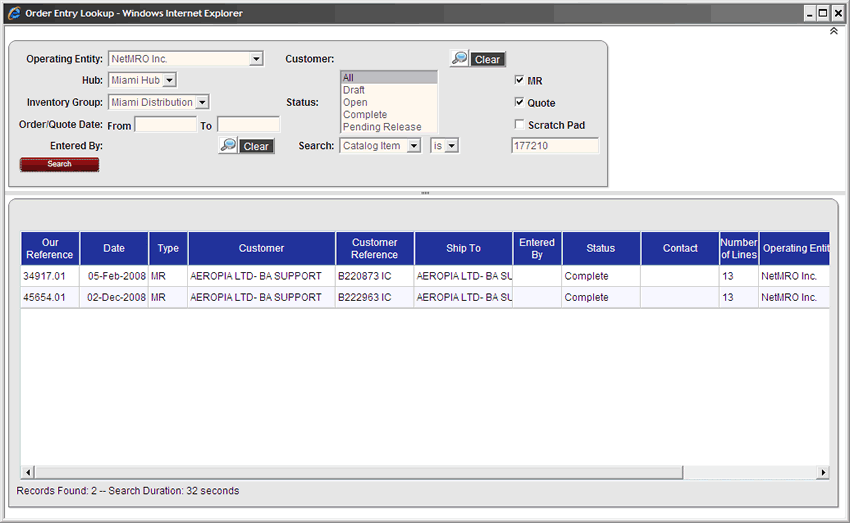 Order Entry Lookup - Windows Internet Explorer
Operating Entity: NetMRO Inc. Customer: Clear
Hub: Miami Hub All MR
Draft
Inventory Group: Miami Distribution Status: Open Quote
Complete
Order/Quote Date: From To Pending Release Scratch Pad
Entered By: Clear Search: Catalog Item is 177210
Search
Our Reference Date Type Customer Customer Reference Ship To Entered By Status Contact Number of Lines Operating Entit
34917.01 05-Feb-2008 MR AEROPIA LTD- BA SUPPORT B220873 IC AEROPIA LTD- BA SU Complete 13 NetMRO Inc.
45654.01 02-Dec-2008 MR AEROPIA LTD- BA SUPPORT B222963 IC AEROPIA LTD- BA SU Complete 13 NetMRO Inc.
Records Found: 2 -- Search Duration: 32 seconds